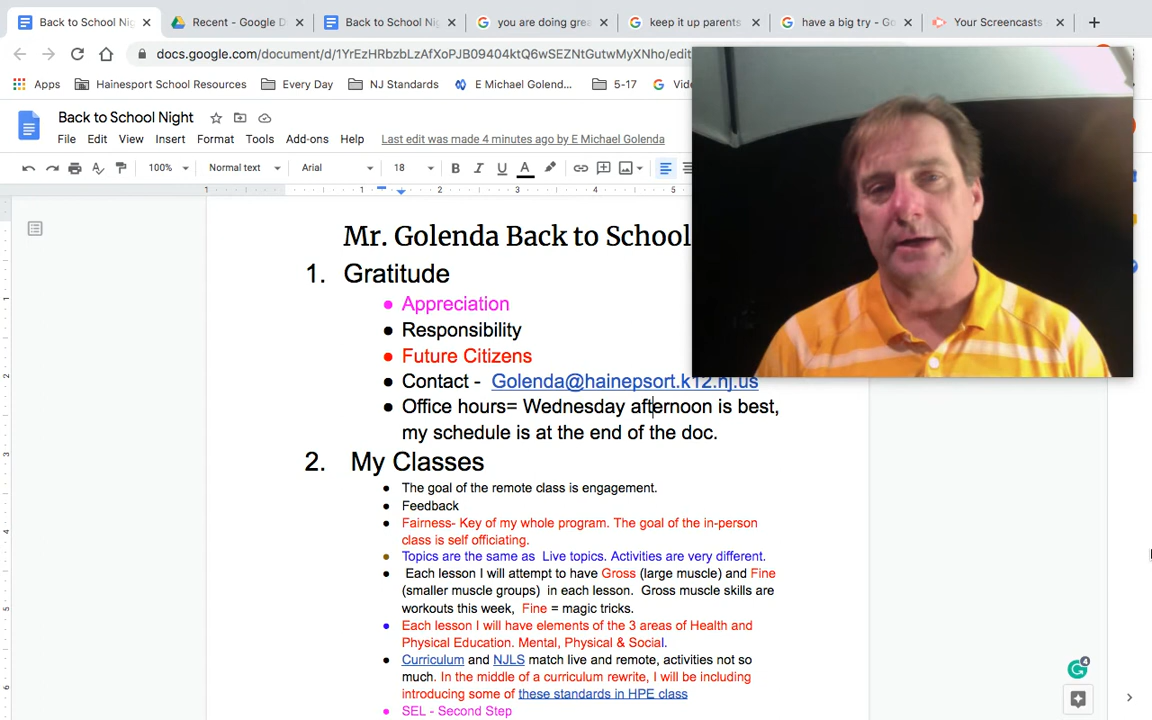 Back to School Nig
Recent - Google D
Back to School Nig
you are doing grea
keep it up parents
have a big try - Go
Your Screencasts
docs.google.com/document/d/1YrEzHRbzbLzAfXoPJB09404ktQ6wSEZNtGutwMyXNho/edit
Apps
Hainesport School Resources
Every Day
NJ Standards
E Michael Golend...
5-17
Back to School Night
File Edit View Insert Format Tools Add-ons Help Last edit was made 4 minutes ago by E Michael Golenda
100% Normal text Arial 18 B I U A
1 1 2 3 4 5
Mr. Golenda Back to School
1. Gratitude
● Appreciation
● Responsibility
● Future Citizens
● Contact - Golenda@hainepsort.k12.nj.us
● Office hours= Wednesday afternoon is best,
my schedule is at the end of the doc.
2. My Classes
● The goal of the remote class is engagement.
● Feedback
● Fairness- Key of my whole program. The goal of the in-person
class is self officiating.
● Topics are the same as Live topics. Activities are very different.
● Each lesson I will attempt to have Gross (large muscle) and Fine
(smaller muscle groups) in each lesson. Gross muscle skills are
workouts this week, Fine = magic tricks.
● Each lesson I will have elements of the 3 areas of Health and
Physical Education. Mental, Physical & Social.
● Curriculum and NJLS match live and remote, activities not so
much. In the middle of a curriculum rewrite, I will be including
introducing some of these standards in HPE class
● SEL - Second Step
4